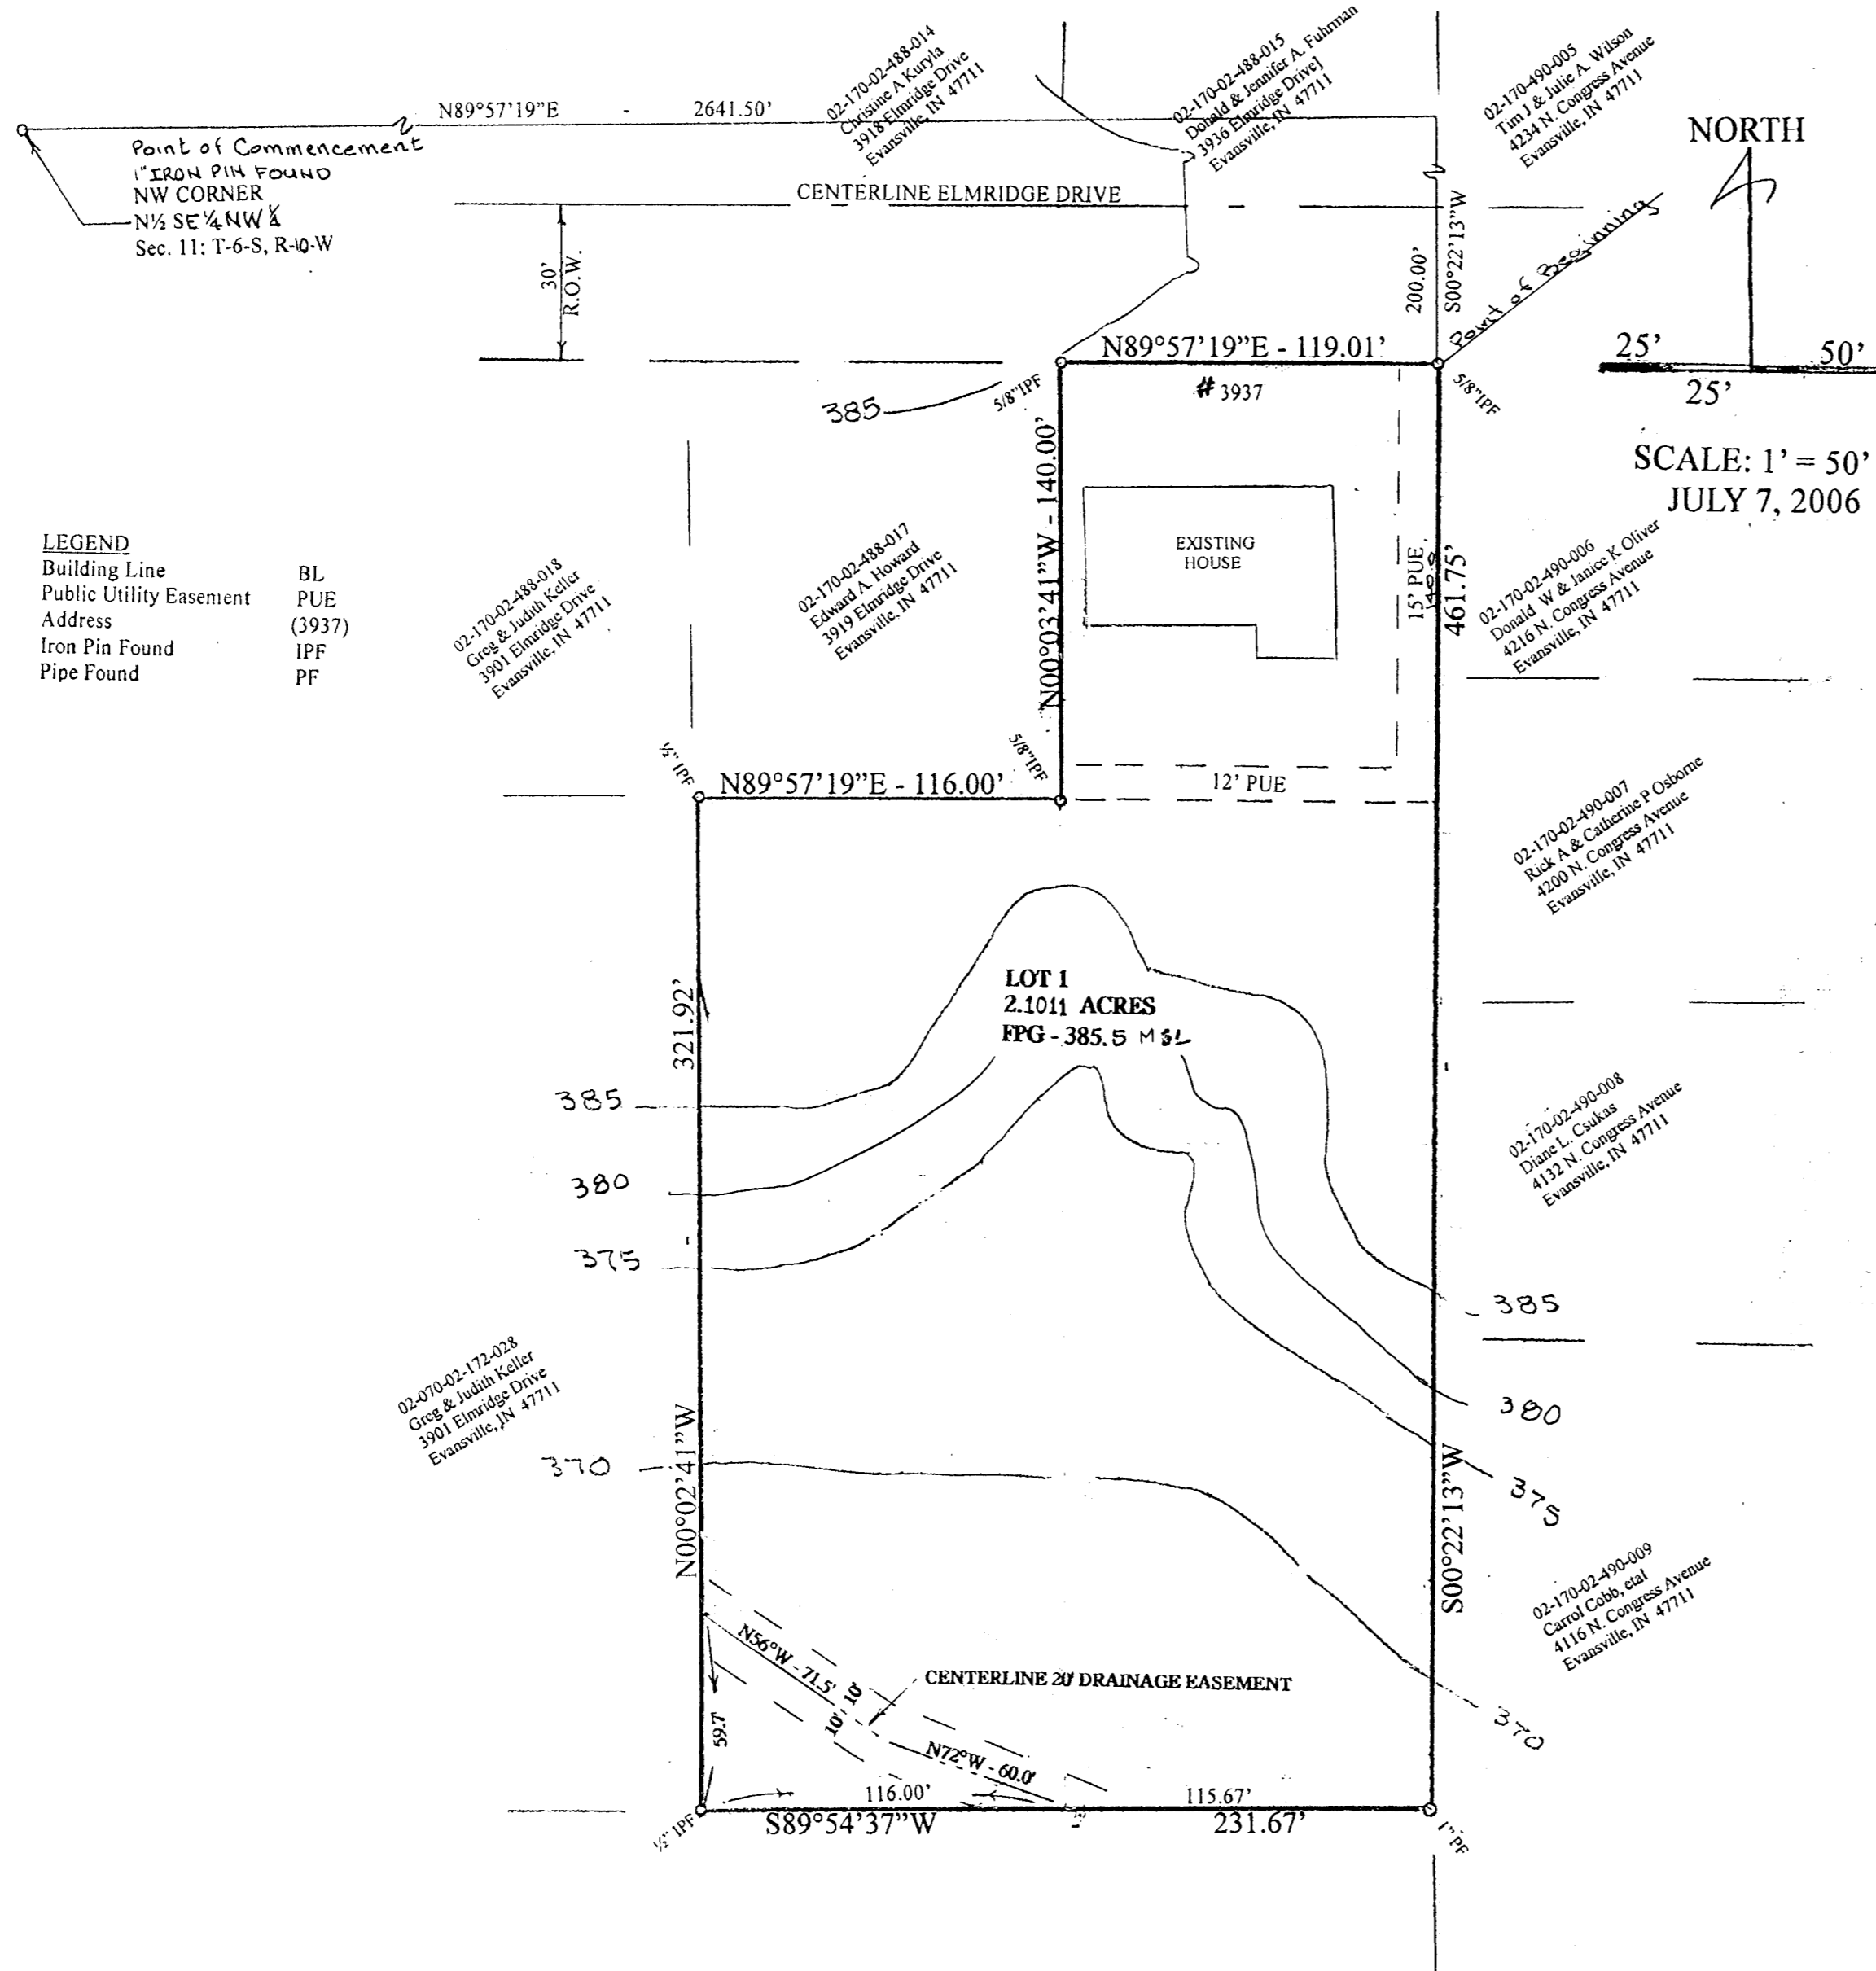 02-170-02-488-014
Christine A Kuryla
3918 Elmridge Drive
Evansville, IN 47711
02-170-02-488-015
Donald & Jennifer A. Fuhrman
3936 Elmridge Drive]
Evansville, IN 47711
02-170-490-005
Tim J & Julie A. Wilson
4234 N. Congress Avenue
Evansville, IN 47711
N89°57'19"E - 2641.50'
Point of Commencement
1" IRON PIN FOUND
NW CORNER
N½ SE¼ NW¼
Sec. 11; T-6-S, R-10-W
NORTH
CENTERLINE ELMRIDGE DRIVE
30'
R.O.W.
200.00'
S00°22'13"W
Point of Beginning
N89°57'19"E - 119.01'
25' 50'
25'
SCALE: 1' = 50'
JULY 7, 2006
385
5/8"IPF
# 3937
5/8"IPF
N00°03'41"W - 140.00'
EXISTING
HOUSE
15' PUE
461.75'
LEGEND
Building Line BL
Public Utility Easement PUE
Address (3937)
Iron Pin Found IPF
Pipe Found PF
02-170-02-488-018
Greg & Judith Keller
3901 Elmridge Drive
Evansville, IN 47711
02-170-02-488-017
Edward A. Howard
3919 Elmridge Drive
Evansville, IN 47711
02-170-02-490-006
Donald W & Janice K Oliver
4216 N. Congress Avenue
Evansville, IN 47711
½" IPF
5/8"IPF
N89°57'19"E - 116.00'
12' PUE
02-170-02-490-007
Rick A & Catherine P Osborne
4200 N. Congress Avenue
Evansville, IN 47711
LOT 1
2.1011 ACRES
FPG - 385.5 MSL
321.92'
-
N00°02'41"W
385
380
375
370
02-170-02-490-008
Diane L. Csukas
4132 N. Congress Avenue
Evansville, IN 47711
385
380
375
370
-
S00°22'13"W
02-070-02-172-028
Greg & Judith Keller
3901 Elmridge Drive
Evansville, IN 47711
02-170-02-490-009
Carrol Cobb, etal
4116 N. Congress Avenue
Evansville, IN 47711
N56°W - 71.5'
10' 10'
CENTERLINE 20' DRAINAGE EASEMENT
59.7
N72°W - 60.0'
116.00' 115.67'
½" IPF
S89°54'37"W - 231.67'
1" PF